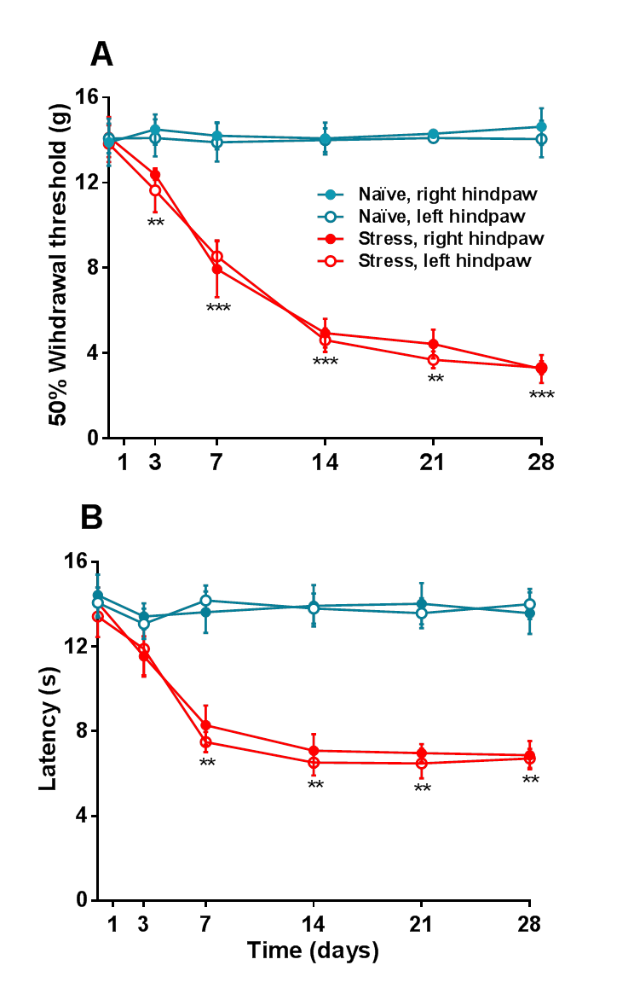 A
50% Wihdrawal threshold (g)
16
12
8
4
0
Naïve, right hindpaw
Naïve, left hindpaw
Stress, right hindpaw
Stress, left hindpaw
**
***
***
**
***
1 3 7 14 21 28
B
Latency (s)
16
12
8
4
0
** ** ** **
1 3 7 14 21 28
Time (days)